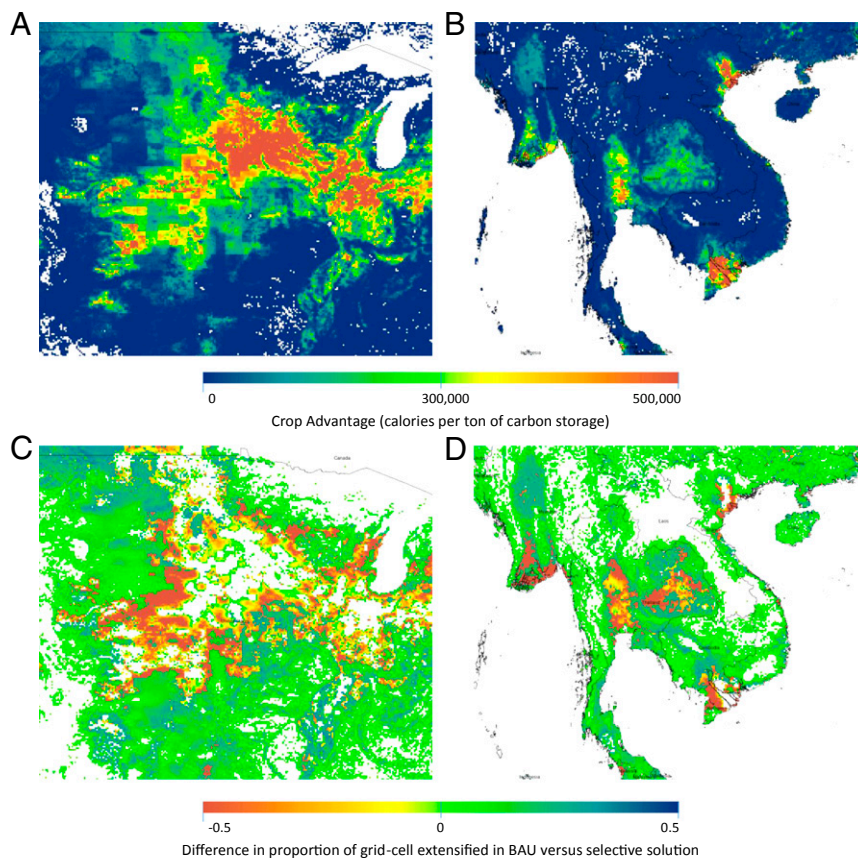 A
B
0
300,000
500,000
Crop Advantage (calories per ton of carbon storage)
C
D
Canada
Laos
-0.5
0
0.5
Difference in proportion of grid-cell extensified in BAU versus selective solution